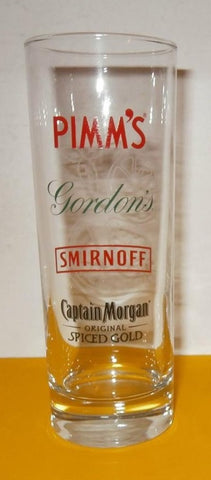 PIMM'S
Gordon's
SMIRNOFF
Captain Morgan
ORIGINAL
SPICED GOLD